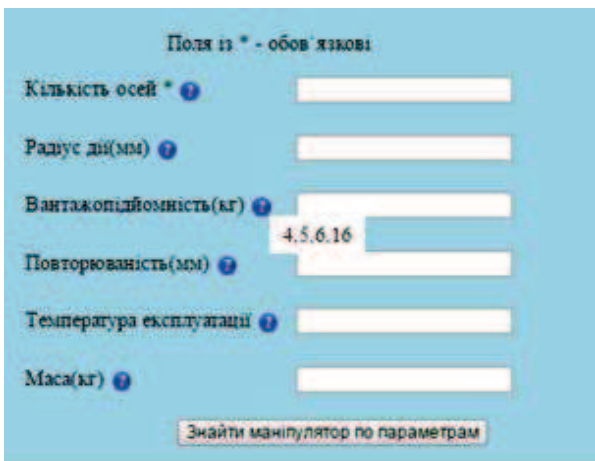 Поля із * - обов'язкові
Кількість осей * ?
Радіус дії(мм) ?
Вантажопідйомність(кг) ?
4,5,6,16
Повторюваність(мм) ?
Температура експлуатації ?
Маса(кг) ?
Знайти маніпулятор по параметрам